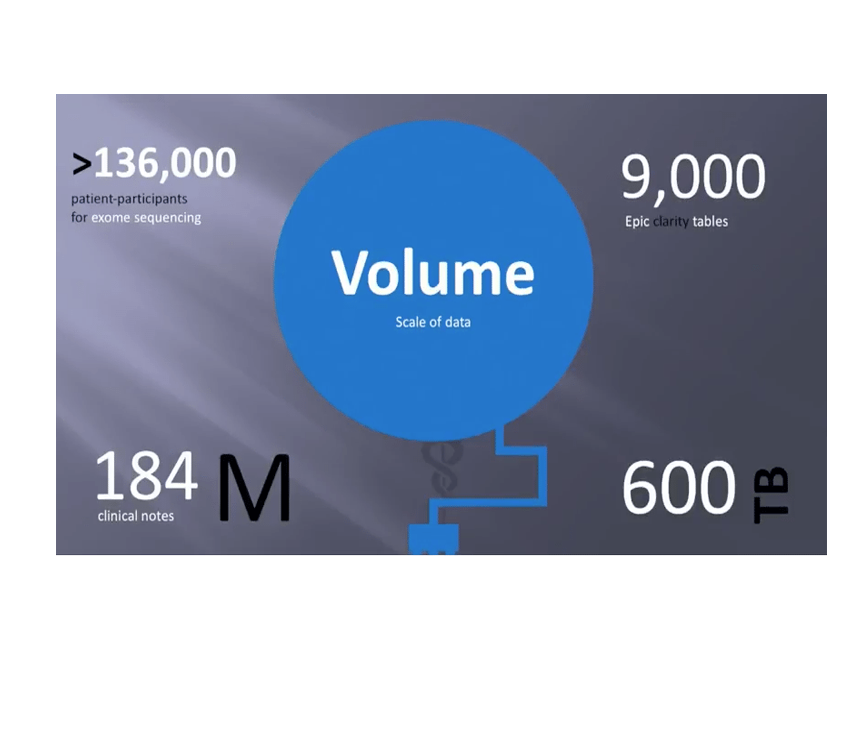 >136,000
patient-participants
for exome sequencing
Volume
Scale of data
9,000
Epic clarity tables
184 M
clinical notes
600 TB